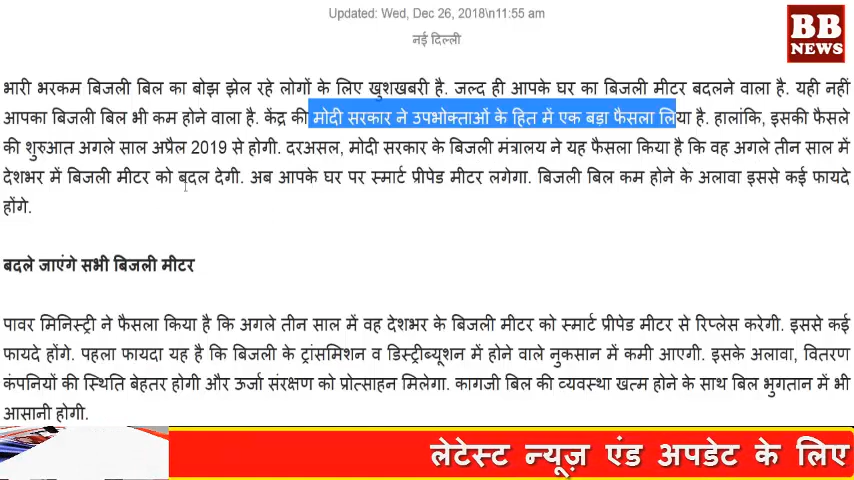 Updated: Wed, Dec 26, 2018\n11:55 am
नई दिल्ली
BB
NEWS
भारी भरकम बिजली बिल का बोझ झेल रहे लोगों के लिए खुशखबरी है. जल्द ही आपके घर का बिजली मीटर बदलने वाला है. यही नहीं
आपका बिजली बिल भी कम होने वाला है. केंद्र की मोदी सरकार ने उपभोक्ताओं के हित में एक बड़ा फैसला लिया है. हालांकि, इसकी फैसले
की शुरुआत अगले साल अप्रैल 2019 से होगी. दरअसल, मोदी सरकार के बिजली मंत्रालय ने यह फैसला किया है कि वह अगले तीन साल में
देशभर में बिजली मीटर को बदल देगी. अब आपके घर पर स्मार्ट प्रीपेड मीटर लगेगा. बिजली बिल कम होने के अलावा इससे कई फायदे
होंगे.
बदले जाएंगे सभी बिजली मीटर
पावर मिनिस्ट्री ने फैसला किया है कि अगले तीन साल में वह देशभर के बिजली मीटर को स्मार्ट प्रीपेड मीटर से रिप्लेस करेगी. इससे कई
फायदे होंगे. पहला फायदा यह है कि बिजली के ट्रांसमिशन व डिस्ट्रीब्यूशन में होने वाले नुकसान में कमी आएगी. इसके अलावा, वितरण
कंपनियों की स्थिति बेहतर होगी और ऊर्जा संरक्षण को प्रोत्साहन मिलेगा. कागजी बिल की व्यवस्था खत्म होने के साथ बिल भुगतान में भी
आसानी होगी.
लेटेस्ट न्यूज़ एंड अपडेट के लिए